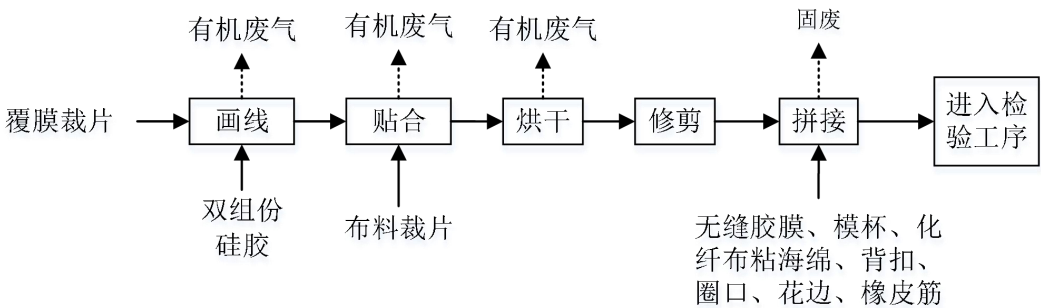 有机废气
有机废气
有机废气
固废
覆膜裁片
画线
贴合
烘干
修剪
拼接
进入检
验工序
双组份
硅胶
布料裁片
无缝胶膜、模杯、化
纤布粘海绵、背扣、
圈口、花边、橡皮筋